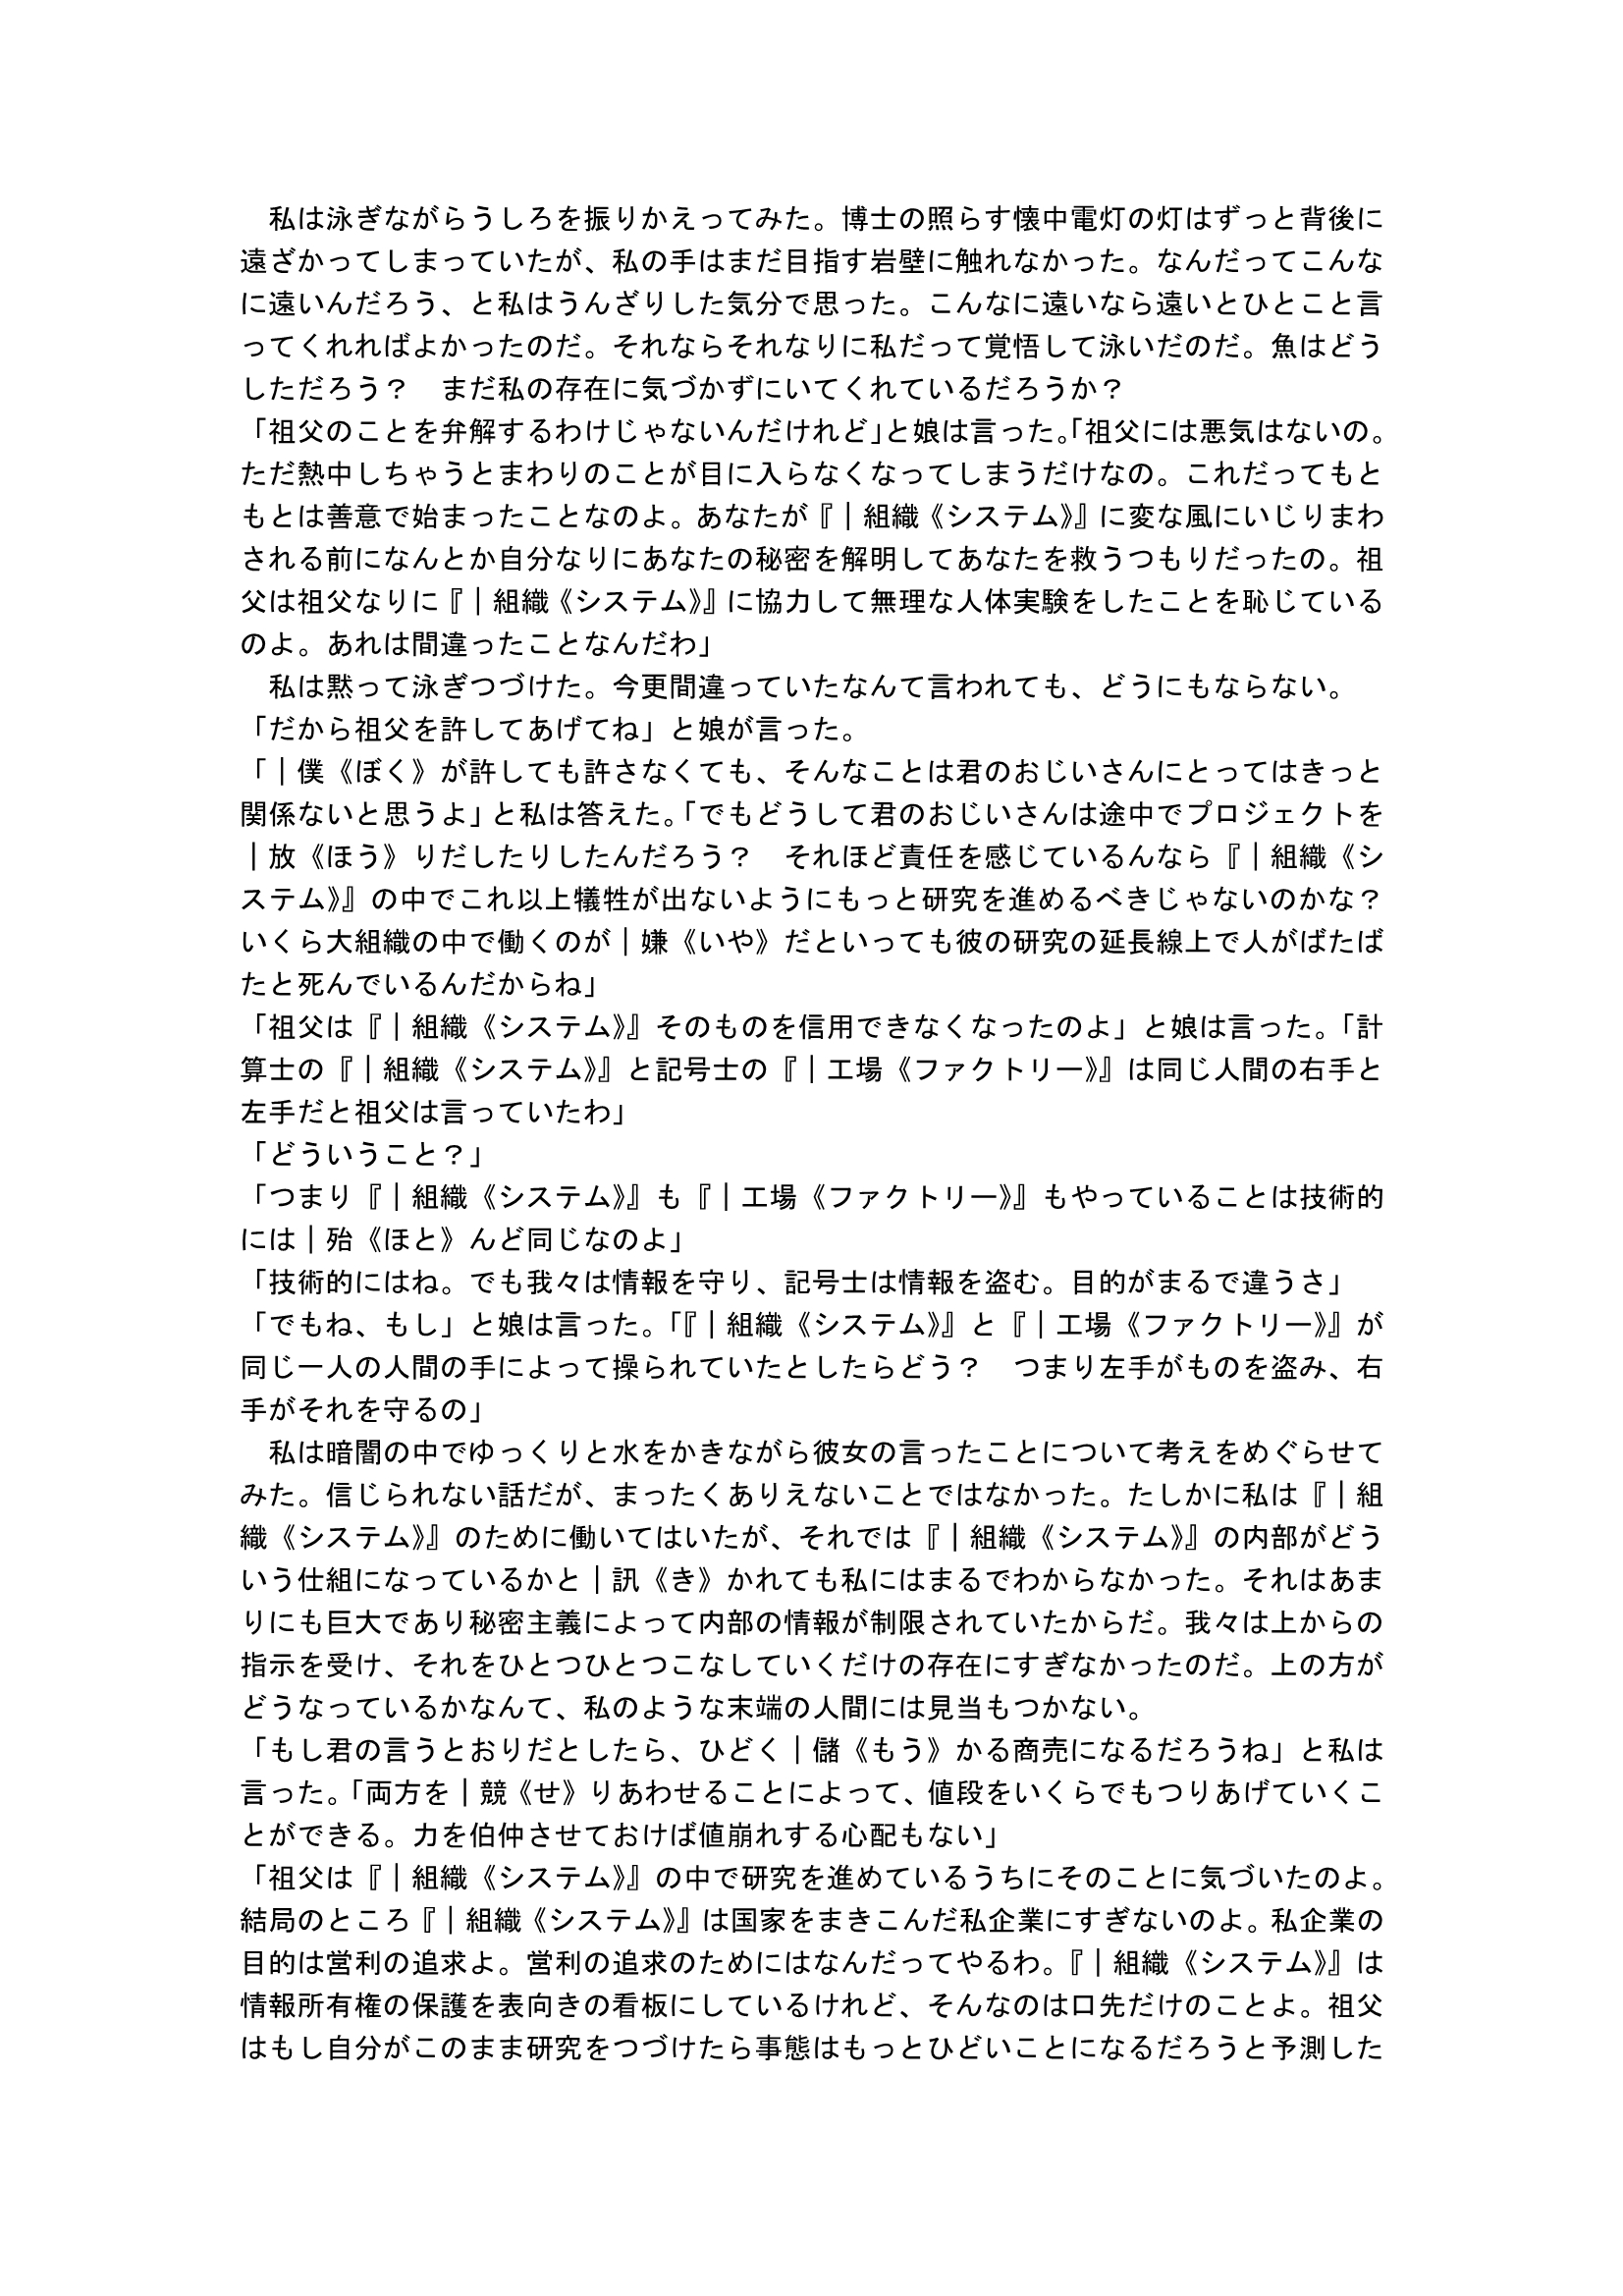 私は泳ぎながらうしろを振りかえってみた。博士の照らす懐中電灯の灯はずっと背後に
遠ざかってしまっていたが、私の手はまだ目指す岩壁に触れなかった。なんだってこんな
に遠いんだろう、と私はうんざりした気分で思った。こんなに遠いなら遠いとひとこと言
ってくれればよかったのだ。それならそれなりに私だって覚悟して泳いだのだ。魚はどう
しただろう？　まだ私の存在に気づかずにいてくれているだろうか？
「祖父のことを弁解するわけじゃないんだけれど」と娘は言った。「祖父には悪気はないの。
ただ熱中しちゃうとまわりのことが目に入らなくなってしまうだけなの。これだってもと
もとは善意で始まったことなのよ。あなたが『｜組織《システム》』に変な風にいじりまわ
される前になんとか自分なりにあなたの秘密を解明してあなたを救うつもりだったの。祖
父は祖父なりに『｜組織《システム》』に協力して無理な人体実験をしたことを恥じている
のよ。あれは間違ったことなんだわ」
　私は黙って泳ぎつづけた。今更間違っていたなんて言われても、どうにもならない。
「だから祖父を許してあげてね」と娘が言った。
「｜僕《ぼく》が許しても許さなくても、そんなことは君のおじいさんにとってはきっと
関係ないと思うよ」と私は答えた。「でもどうして君のおじいさんは途中でプロジェクトを
｜放《ほう》りだしたりしたんだろう？　それほど責任を感じているんなら『｜組織《シ
ステム》』の中でこれ以上犠牲が出ないようにもっと研究を進めるべきじゃないのかな？
いくら大組織の中で働くのが｜嫌《いや》だといっても彼の研究の延長線上で人がばたば
たと死んでいるんだからね」
「祖父は『｜組織《システム》』そのものを信用できなくなったのよ」と娘は言った。「計
算士の『｜組織《システム》』と記号士の『｜工場《ファクトリー》』は同じ人間の右手と
左手だと祖父は言っていたわ」
「どういうこと？」
「つまり『｜組織《システム》』も『｜工場《ファクトリー》』もやっていることは技術的
には｜殆《ほと》んど同じなのよ」
「技術的にはね。でも我々は情報を守り、記号士は情報を盗む。目的がまるで違うさ」
「でもね、もし」と娘は言った。「『｜組織《システム》』と『｜工場《ファクトリー》』が
同じ一人の人間の手によって操られていたとしたらどう？　つまり左手がものを盗み、右
手がそれを守るの」
　私は暗闇の中でゆっくりと水をかきながら彼女の言ったことについて考えをめぐらせて
みた。信じられない話だが、まったくありえないことではなかった。たしかに私は『｜組
織《システム》』のために働いてはいたが、それでは『｜組織《システム》』の内部がどう
いう仕組になっているかと｜訊《き》かれても私にはまるでわからなかった。それはあま
りにも巨大であり秘密主義によって内部の情報が制限されていたからだ。我々は上からの
指示を受け、それをひとつひとつこなしていくだけの存在にすぎなかったのだ。上の方が
どうなっているかなんて、私のような末端の人間には見当もつかない。
「もし君の言うとおりだとしたら、ひどく｜儲《もう》かる商売になるだろうね」と私は
言った。「両方を｜競《せ》りあわせることによって、値段をいくらでもつりあげていくこ
とができる。力を伯仲させておけば値崩れする心配もない」
「祖父は『｜組織《システム》』の中で研究を進めているうちにそのことに気づいたのよ。
結局のところ『｜組織《システム》』は国家をまきこんだ私企業にすぎないのよ。私企業の
目的は営利の追求よ。営利の追求のためにはなんだってやるわ。『｜組織《システム》』は
情報所有権の保護を表向きの看板にしているけれど、そんなのは口先だけのことよ。祖父
はもし自分がこのまま研究をつづけたら事態はもっとひどいことになるだろうと予測した